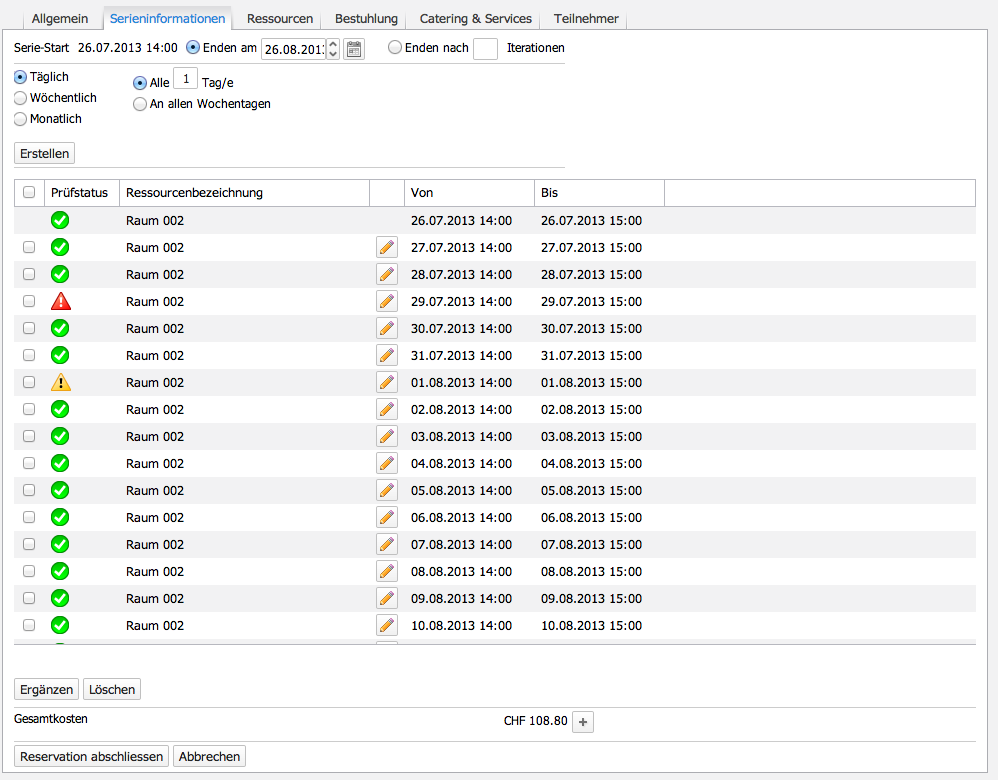 Allgemein Serieninformationen Ressourcen Bestuhlung Catering & Services Teilnehmer
Serie-Start 26.07.2013 14:00 Enden am 26.08.201 Enden nach Iterationen
Täglich Alle 1 Tag/e
Wöchentlich An allen Wochentagen
Monatlich
Erstellen
Prüfstatus Ressourcenbezeichnung Von Bis
Raum 002 26.07.2013 14:00 26.07.2013 15:00
Raum 002 27.07.2013 14:00 27.07.2013 15:00
Raum 002 28.07.2013 14:00 28.07.2013 15:00
Raum 002 29.07.2013 14:00 29.07.2013 15:00
Raum 002 30.07.2013 14:00 30.07.2013 15:00
Raum 002 31.07.2013 14:00 31.07.2013 15:00
Raum 002 01.08.2013 14:00 01.08.2013 15:00
Raum 002 02.08.2013 14:00 02.08.2013 15:00
Raum 002 03.08.2013 14:00 03.08.2013 15:00
Raum 002 04.08.2013 14:00 04.08.2013 15:00
Raum 002 05.08.2013 14:00 05.08.2013 15:00
Raum 002 06.08.2013 14:00 06.08.2013 15:00
Raum 002 07.08.2013 14:00 07.08.2013 15:00
Raum 002 08.08.2013 14:00 08.08.2013 15:00
Raum 002 09.08.2013 14:00 09.08.2013 15:00
Raum 002 10.08.2013 14:00 10.08.2013 15:00
Ergänzen Löschen
Gesamtkosten CHF 108.80 +
Reservation abschliessen Abbrechen